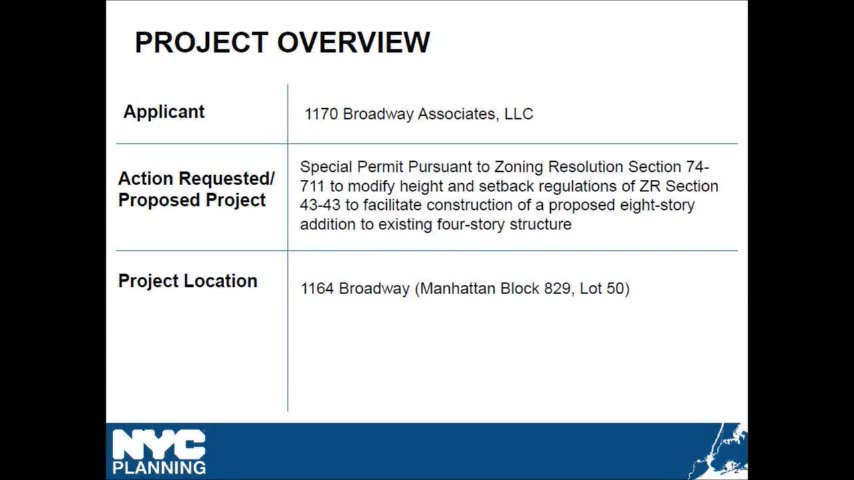 PROJECT OVERVIEW
Applicant
1170 Broadway Associates, LLC
Action Requested/
Proposed Project
Special Permit Pursuant to Zoning Resolution Section 74-
711 to modify height and setback regulations of ZR Section
43-43 to facilitate construction of a proposed eight-story
addition to existing four-story structure
Project Location
1164 Broadway (Manhattan Block 829, Lot 50)
NYC
PLANNING